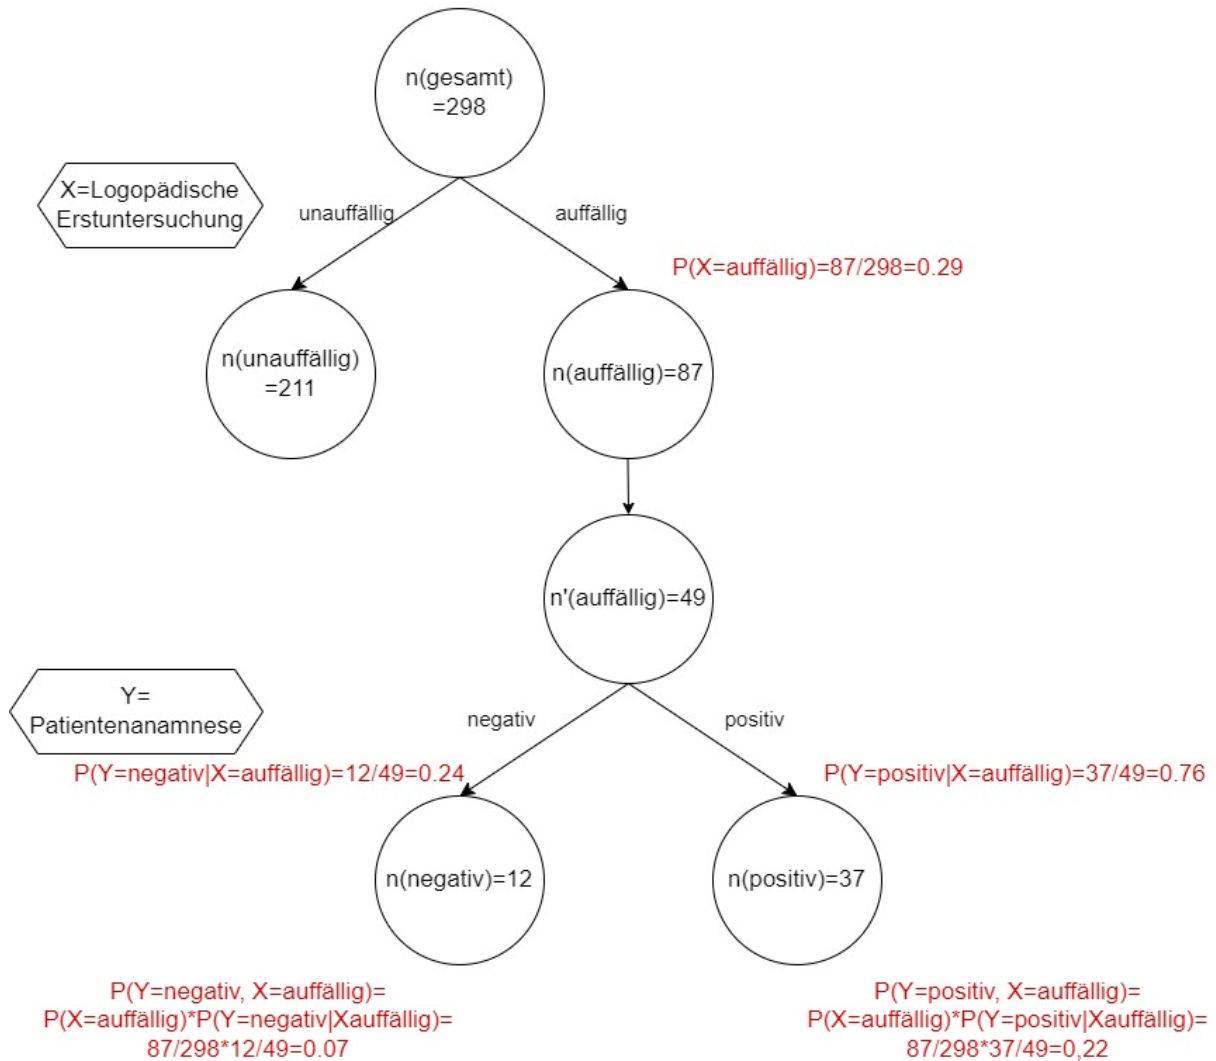 n(gesamt)
=298
X=Logopädische
Erstuntersuchung
unauffällig
auffällig
P(X=auffällig)=87/298=0.29
n(unauffällig)
=211
n(auffällig)=87
n'(auffällig)=49
Y=
Patientenanamnese
negativ
positiv
P(Y=negativ|X=auffällig)=12/49=0.24
P(Y=positiv|X=auffällig)=37/49=0.76
n(negativ)=12
n(positiv)=37
P(Y=negativ, X=auffällig)=
P(X=auffällig)*P(Y=negativ|Xauffällig)=
87/298*12/49=0.07
P(Y=positiv, X=auffällig)=
P(X=auffällig)*P(Y=positiv|Xauffällig)=
87/298*37/49=0,22